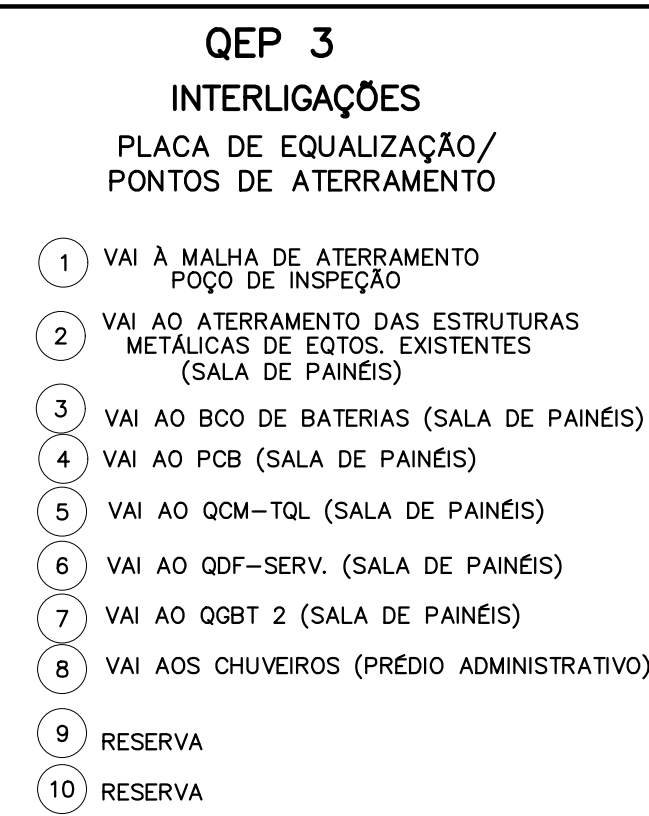 QEP 3
INTERLIGAÇÕES
PLACA DE EQUALIZAÇÃO/
PONTOS DE ATERRAMENTO
1 VAI À MALHA DE ATERRAMENTO
POÇO DE INSPEÇÃO
2 VAI AO ATERRAMENTO DAS ESTRUTURAS
METÁLICAS DE EQTOS. EXISTENTES
(SALA DE PAINÉIS)
3 VAI AO BCO DE BATERIAS (SALA DE PAINÉIS)
4 VAI AO PCB (SALA DE PAINÉIS)
5 VAI AO QCM-TQL (SALA DE PAINÉIS)
6 VAI AO QDF-SERV. (SALA DE PAINÉIS)
7 VAI AO QGBT 2 (SALA DE PAINÉIS)
8 VAI AOS CHUVEIROS (PRÉDIO ADMINISTRATIVO)
9 RESERVA
10 RESERVA